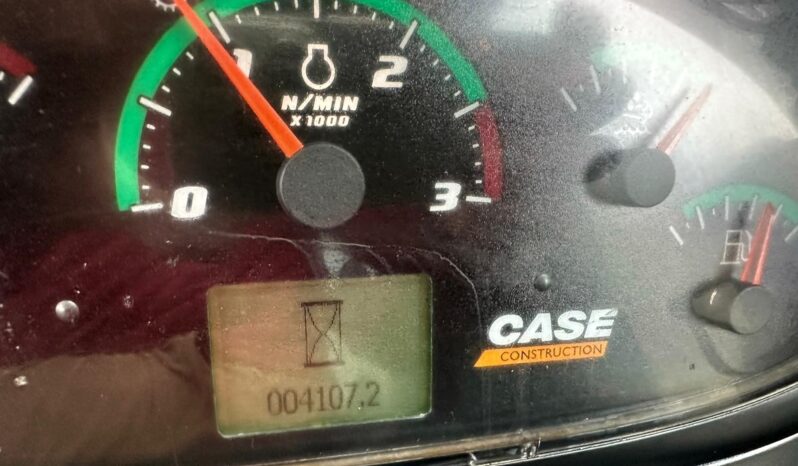 1
2
N/MIN
X 1000
0
3
CASE
CONSTRUCTION
004107.2